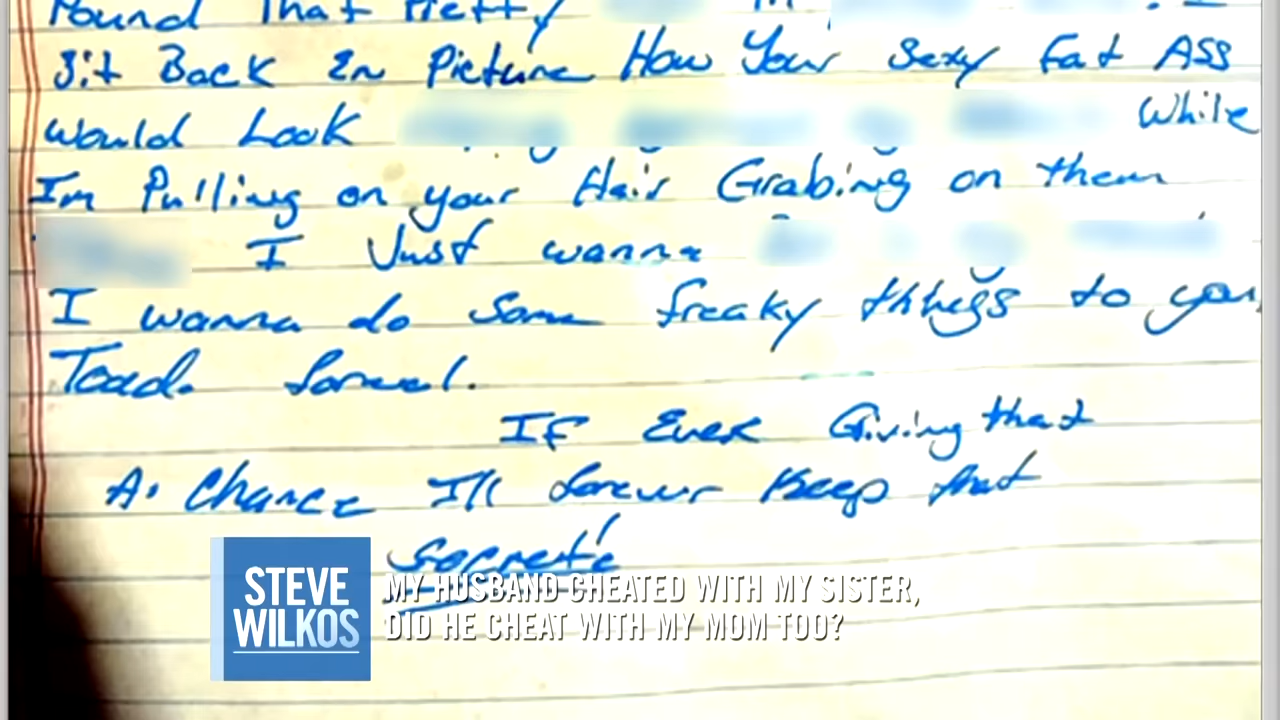 Pound That Pretty
Sit Back In Picture How Your Sexy Fat ASS
would Look While
Im Pulling on your Hair Grabing on them
I Just wanna
I wanna do Some freaky thhgs to you,
Toad.
IF Ever Giving that
A. Chance I'll Keep that
STEVE
WILKOS
MY HUSBAND CHEATED WITH MY SISTER,
DID HE CHEAT WITH MY MOM TOO?